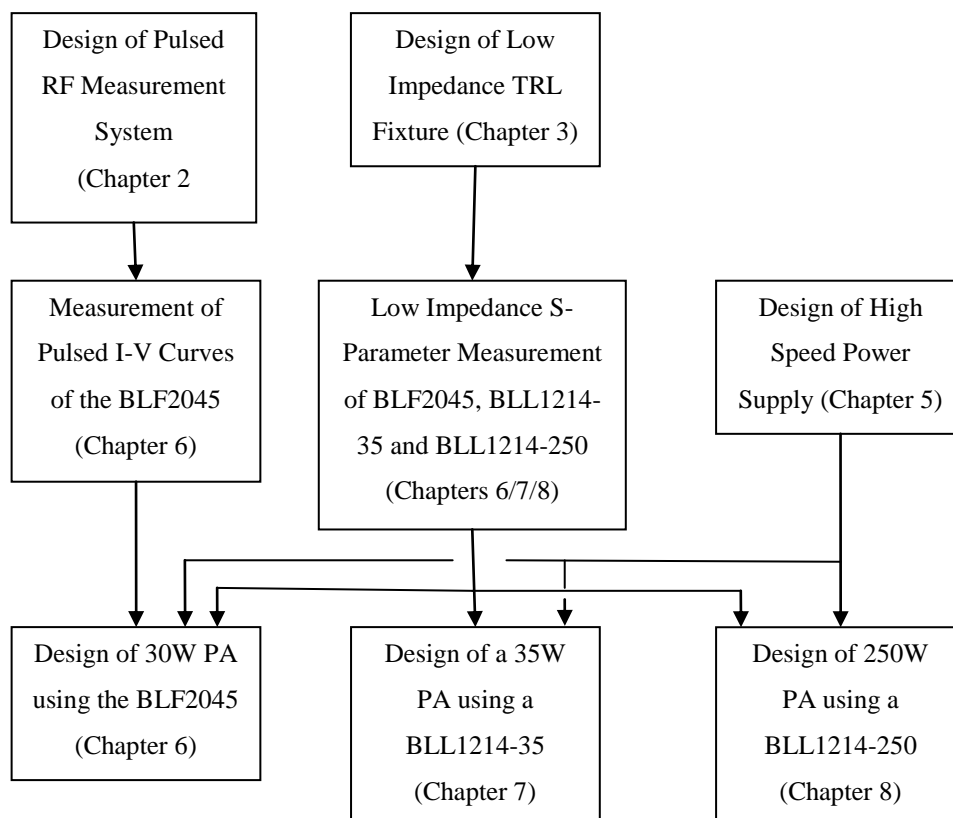 Design of Pulsed
RF Measurement
System
(Chapter 2
Design of Low
Impedance TRL
Fixture (Chapter 3)
Measurement of
Pulsed I-V Curves
of the BLF2045
(Chapter 6)
Low Impedance S-
Parameter Measurement
of BLF2045, BLL1214-
35 and BLL1214-250
(Chapters 6/7/8)
Design of High
Speed Power
Supply (Chapter 5)
Design of 30W PA
using the BLF2045
(Chapter 6)
Design of a 35W
PA using a
BLL1214-35
(Chapter 7)
Design of 250W
PA using a
BLL1214-250
(Chapter 8)